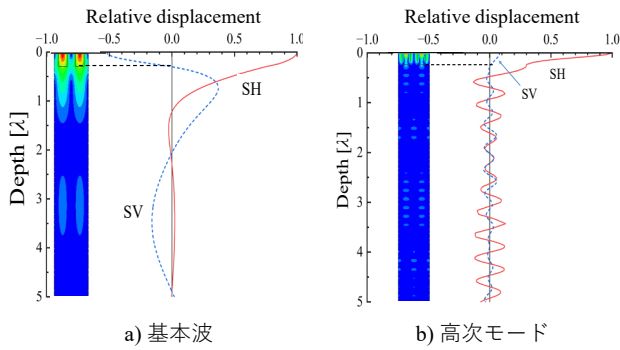 Relative displacement
−1.0 −0.5 0.0 0.5 1.0
0
1
2
3
4
5
Depth [λ]
SH
SV
a) 基本波
Relative displacement
−1.0 −0.5 0.0 0.5 1.0
0
1
2
3
4
5
Depth [λ]
SH
SV
b) 高次モード